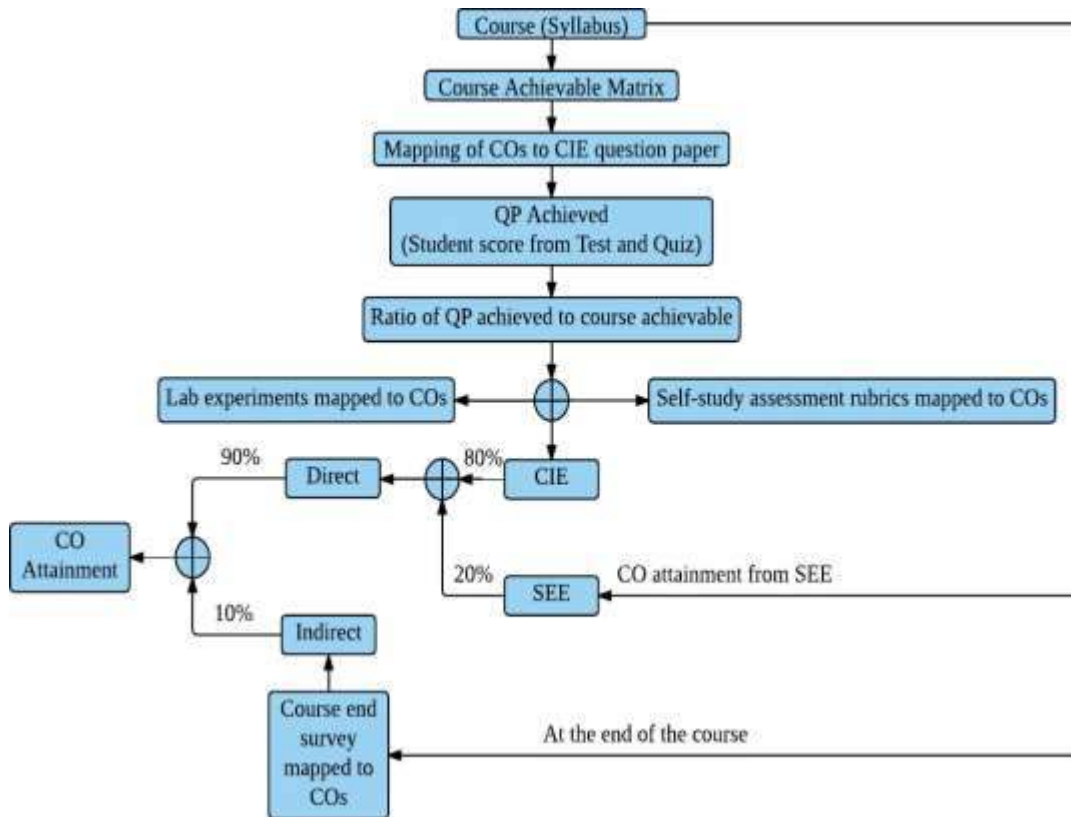 Course (Syllabus)
Course Achievable Matrix
Mapping of COs to CIE question paper
QP Achieved
(Student score from Test and Quiz)
Ratio of QP achieved to course achievable
Lab experiments mapped to COs
Self-study assessment rubrics mapped to COs
90%
Direct
80%
CIE
CO
Attainment
20%
SEE
CO attainment from SEE
10%
Indirect
Course end
survey
mapped to
COs
At the end of the course